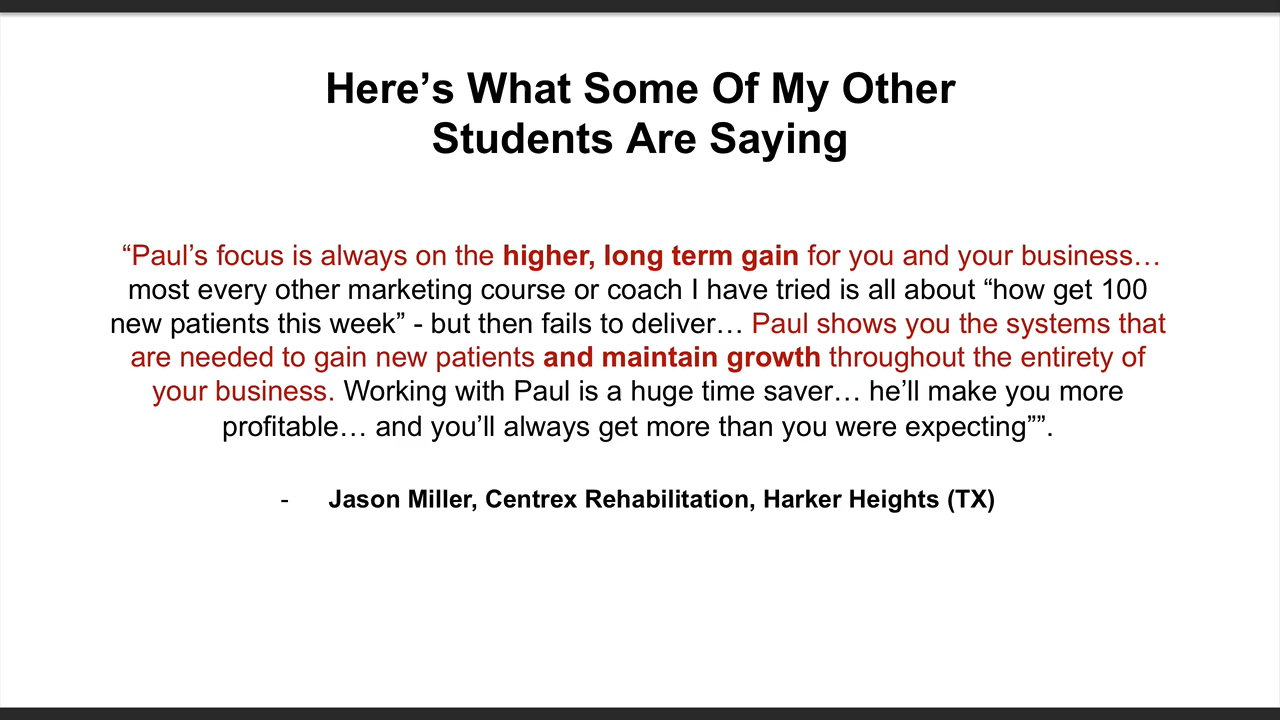 Here’s What Some Of My Other
Students Are Saying
“Paul’s focus is always on the higher, long term gain for you and your business…
most every other marketing course or coach I have tried is all about “how get 100
new patients this week” - but then fails to deliver… Paul shows you the systems that
are needed to gain new patients and maintain growth throughout the entirety of
your business. Working with Paul is a huge time saver… he’ll make you more
profitable… and you’ll always get more than you were expecting””.
- Jason Miller, Centrex Rehabilitation, Harker Heights (TX)